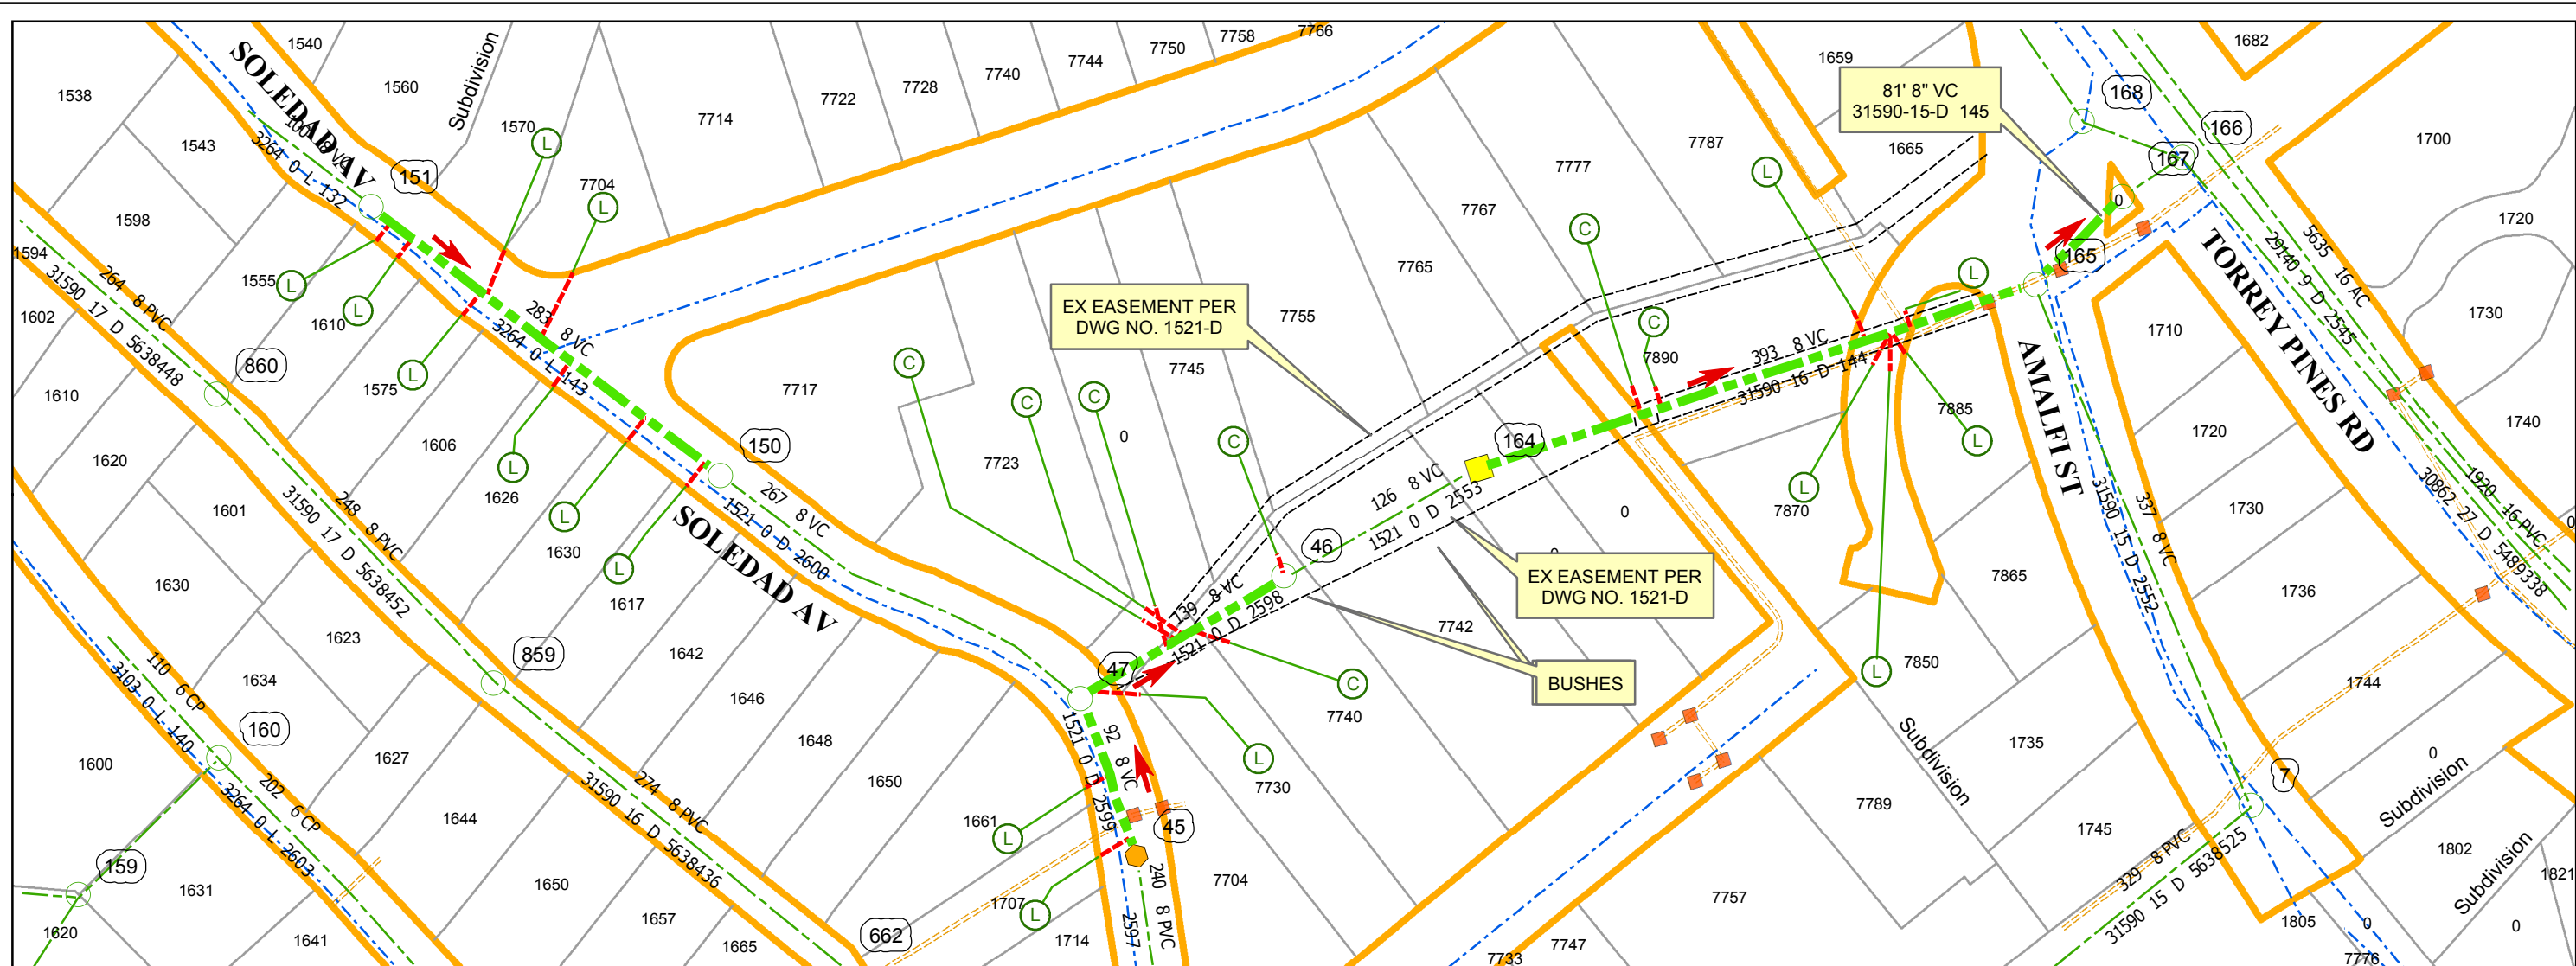 1540
7758
7766
1682
1560
Subdivision
7750
7744
7740
7728
7722
7714
1538
1659
81' 8" VC
31590-15-D 145
168
166
1700
SOLEDAD AV
1543
1570
100 8 VC
3264 0 L 132
151
7704
7787
1665
7777
167
0
1598
1720
1594
7767
7765
165
TORREY PINES RD
5635 16 AC
29140 9 D 2545
264 8 PVC
31590 17 D 5638448
1555
L
L
L
L
L
L
C
1602
1610
283 8 VC
3264 0 L 143
EX EASEMENT PER
DWG NO. 1521-D
7755
C
7890
393 8 VC
31590 16 D 144
1710
1730
860
1575
L
7717
C
7745
C
C
AMALFI ST
1610
7885
1720
1740
1606
150
0
C
164
L
1620
L
7723
126 8 VC
1521 0 D 2553
1626
1601
248 8 PVC
31590 17 D 5638452
267 8 VC
1521 0 D 2600
L
7870
0
1730
1920 16 PVC
30862 27 D 5489338
0
L
1630
SOLEDAD AV
46
337 8 VC
31590 15 D 2552
L
EX EASEMENT PER
DWG NO. 1521-D
7865
1736
1630
1617
139 8 VC
1521 0 D 2598
7742
1623
859
1642
47
7850
L
BUSHES
C
1634
110 6 CP
3103 0 L 140
1646
7740
1744
160
1648
92 8 VC
1521 0 D 2599
Subdivision
1735
1600
1627
L
7730
0
1650
202 6 CP
3264 0 L 2603
274 8 PVC
31590 16 D 5638436
7
Subdivision
7789
1644
1661
L
45
1745
1802
159
329 8 PVC
31590 15 D 5638525
Subdivision
1821
1631
1650
240 8 PVC
2597
7704
7757
1707
L
1620
1657
662
1805
0
0
1641
1665
1714
7747
7733
7776